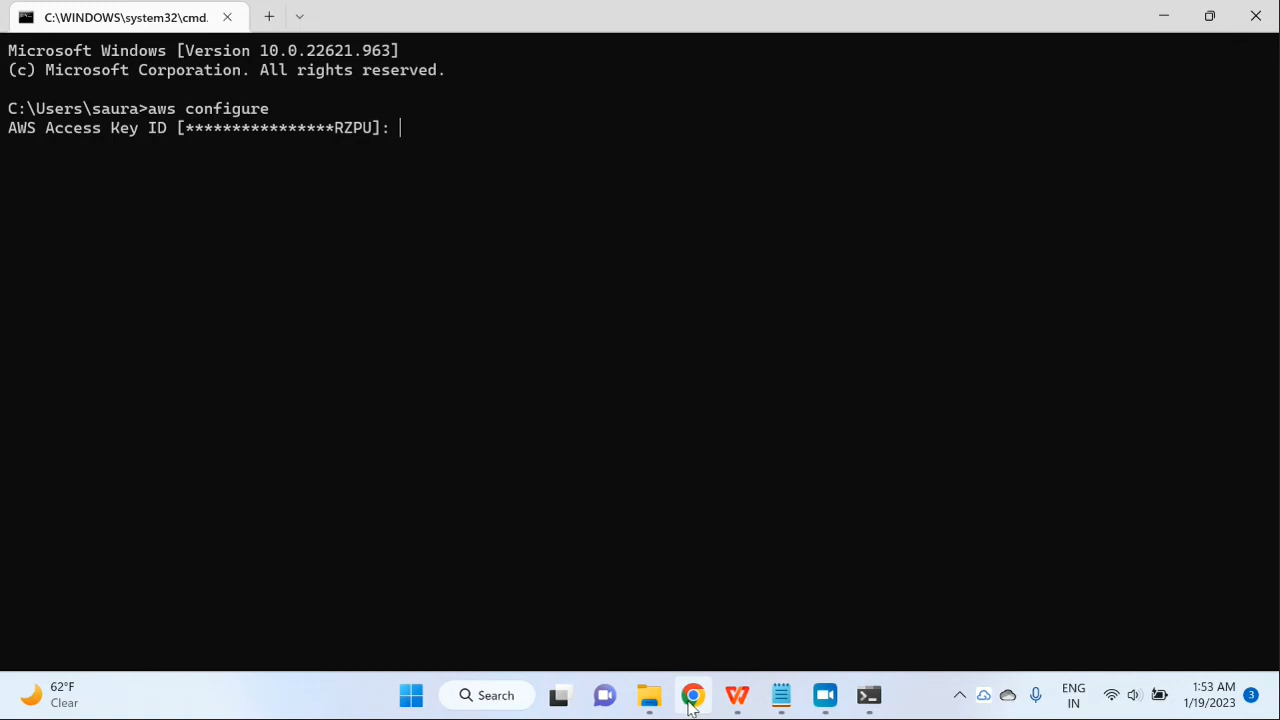 C:\WINDOWS\system32\cmd.
Microsoft Windows [Version 10.0.22621.963]
(c) Microsoft Corporation. All rights reserved.
C:\Users\saura>aws configure
AWS Access Key ID [****************RZPU]:
62°F
Clear
Search
ENG
IN
1:53 AM
1/19/2023
3